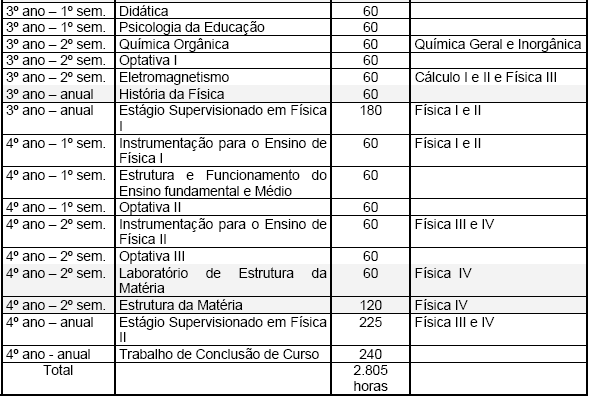 3º ano – 1º sem. Didática 60
3º ano – 1º sem. Psicologia da Educação 60
3º ano – 2º sem. Química Orgânica 60 Química Geral e Inorgânica
3º ano – 2º sem. Optativa I 60
3º ano – 2º sem. Eletromagnetismo 60 Cálculo I e II e Física III
3º ano – anual História da Física 60
3º ano – anual Estágio Supervisionado em Física 180 Física I e II
I
4º ano – 1º sem. Instrumentação para o Ensino de 60 Física I e II
Física I
4º ano – 1º sem. Estrutura e Funcionamento do 60
Ensino fundamental e Médio
4º ano – 1º sem. Optativa II 60
4º ano – 2º sem. Instrumentação para o Ensino de 60 Física III e IV
Física II
4º ano – 2º sem. Optativa III 60
4º ano – 2º sem. Laboratório de Estrutura da 60 Física IV
Matéria
4º ano – 2º sem. Estrutura da Matéria 120 Física IV
4º ano – anual Estágio Supervisionado em Física 225 Física III e IV
II
4º ano - anual Trabalho de Conclusão de Curso 240
Total 2.805
horas